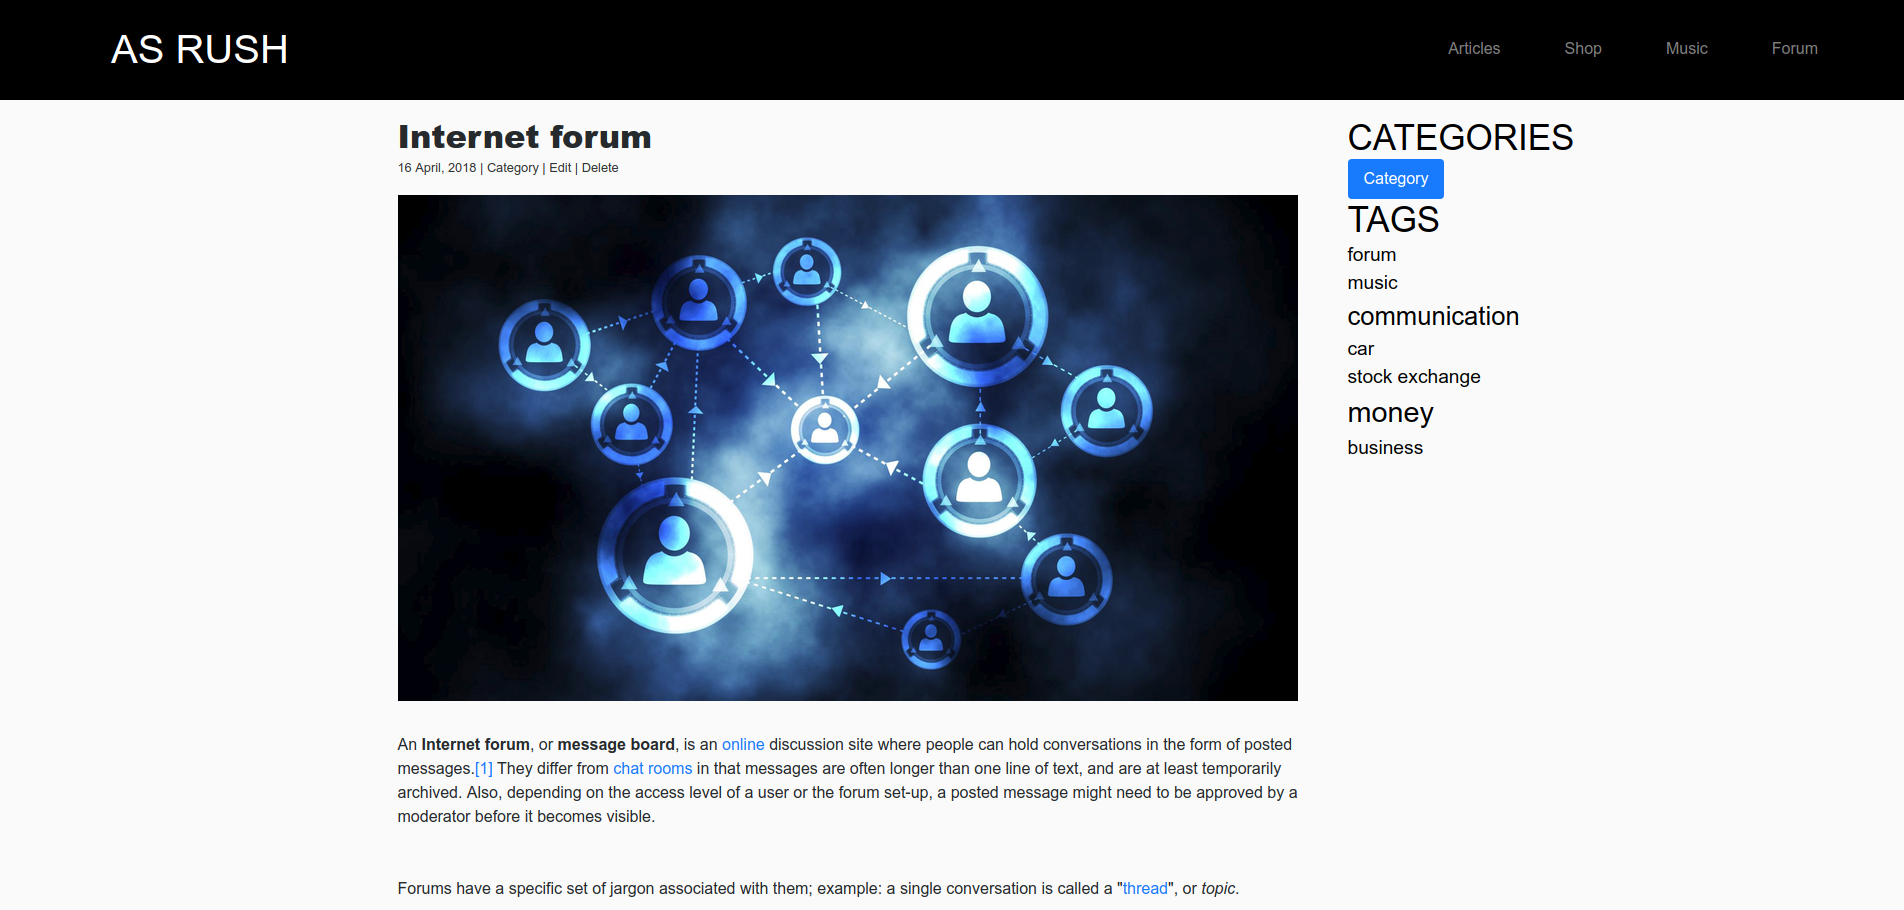 AS RUSH
Articles Shop Music Forum
Internet forum
16 April, 2018 | Category | Edit | Delete
An Internet forum, or message board, is an online discussion site where people can hold conversations in the form of posted
messages.[1] They differ from chat rooms in that messages are often longer than one line of text, and are at least temporarily
archived. Also, depending on the access level of a user or the forum set-up, a posted message might need to be approved by a
moderator before it becomes visible.
Forums have a specific set of jargon associated with them; example: a single conversation is called a "thread", or topic.
CATEGORIES
Category
TAGS
forum
music
communication
car
stock exchange
money
business